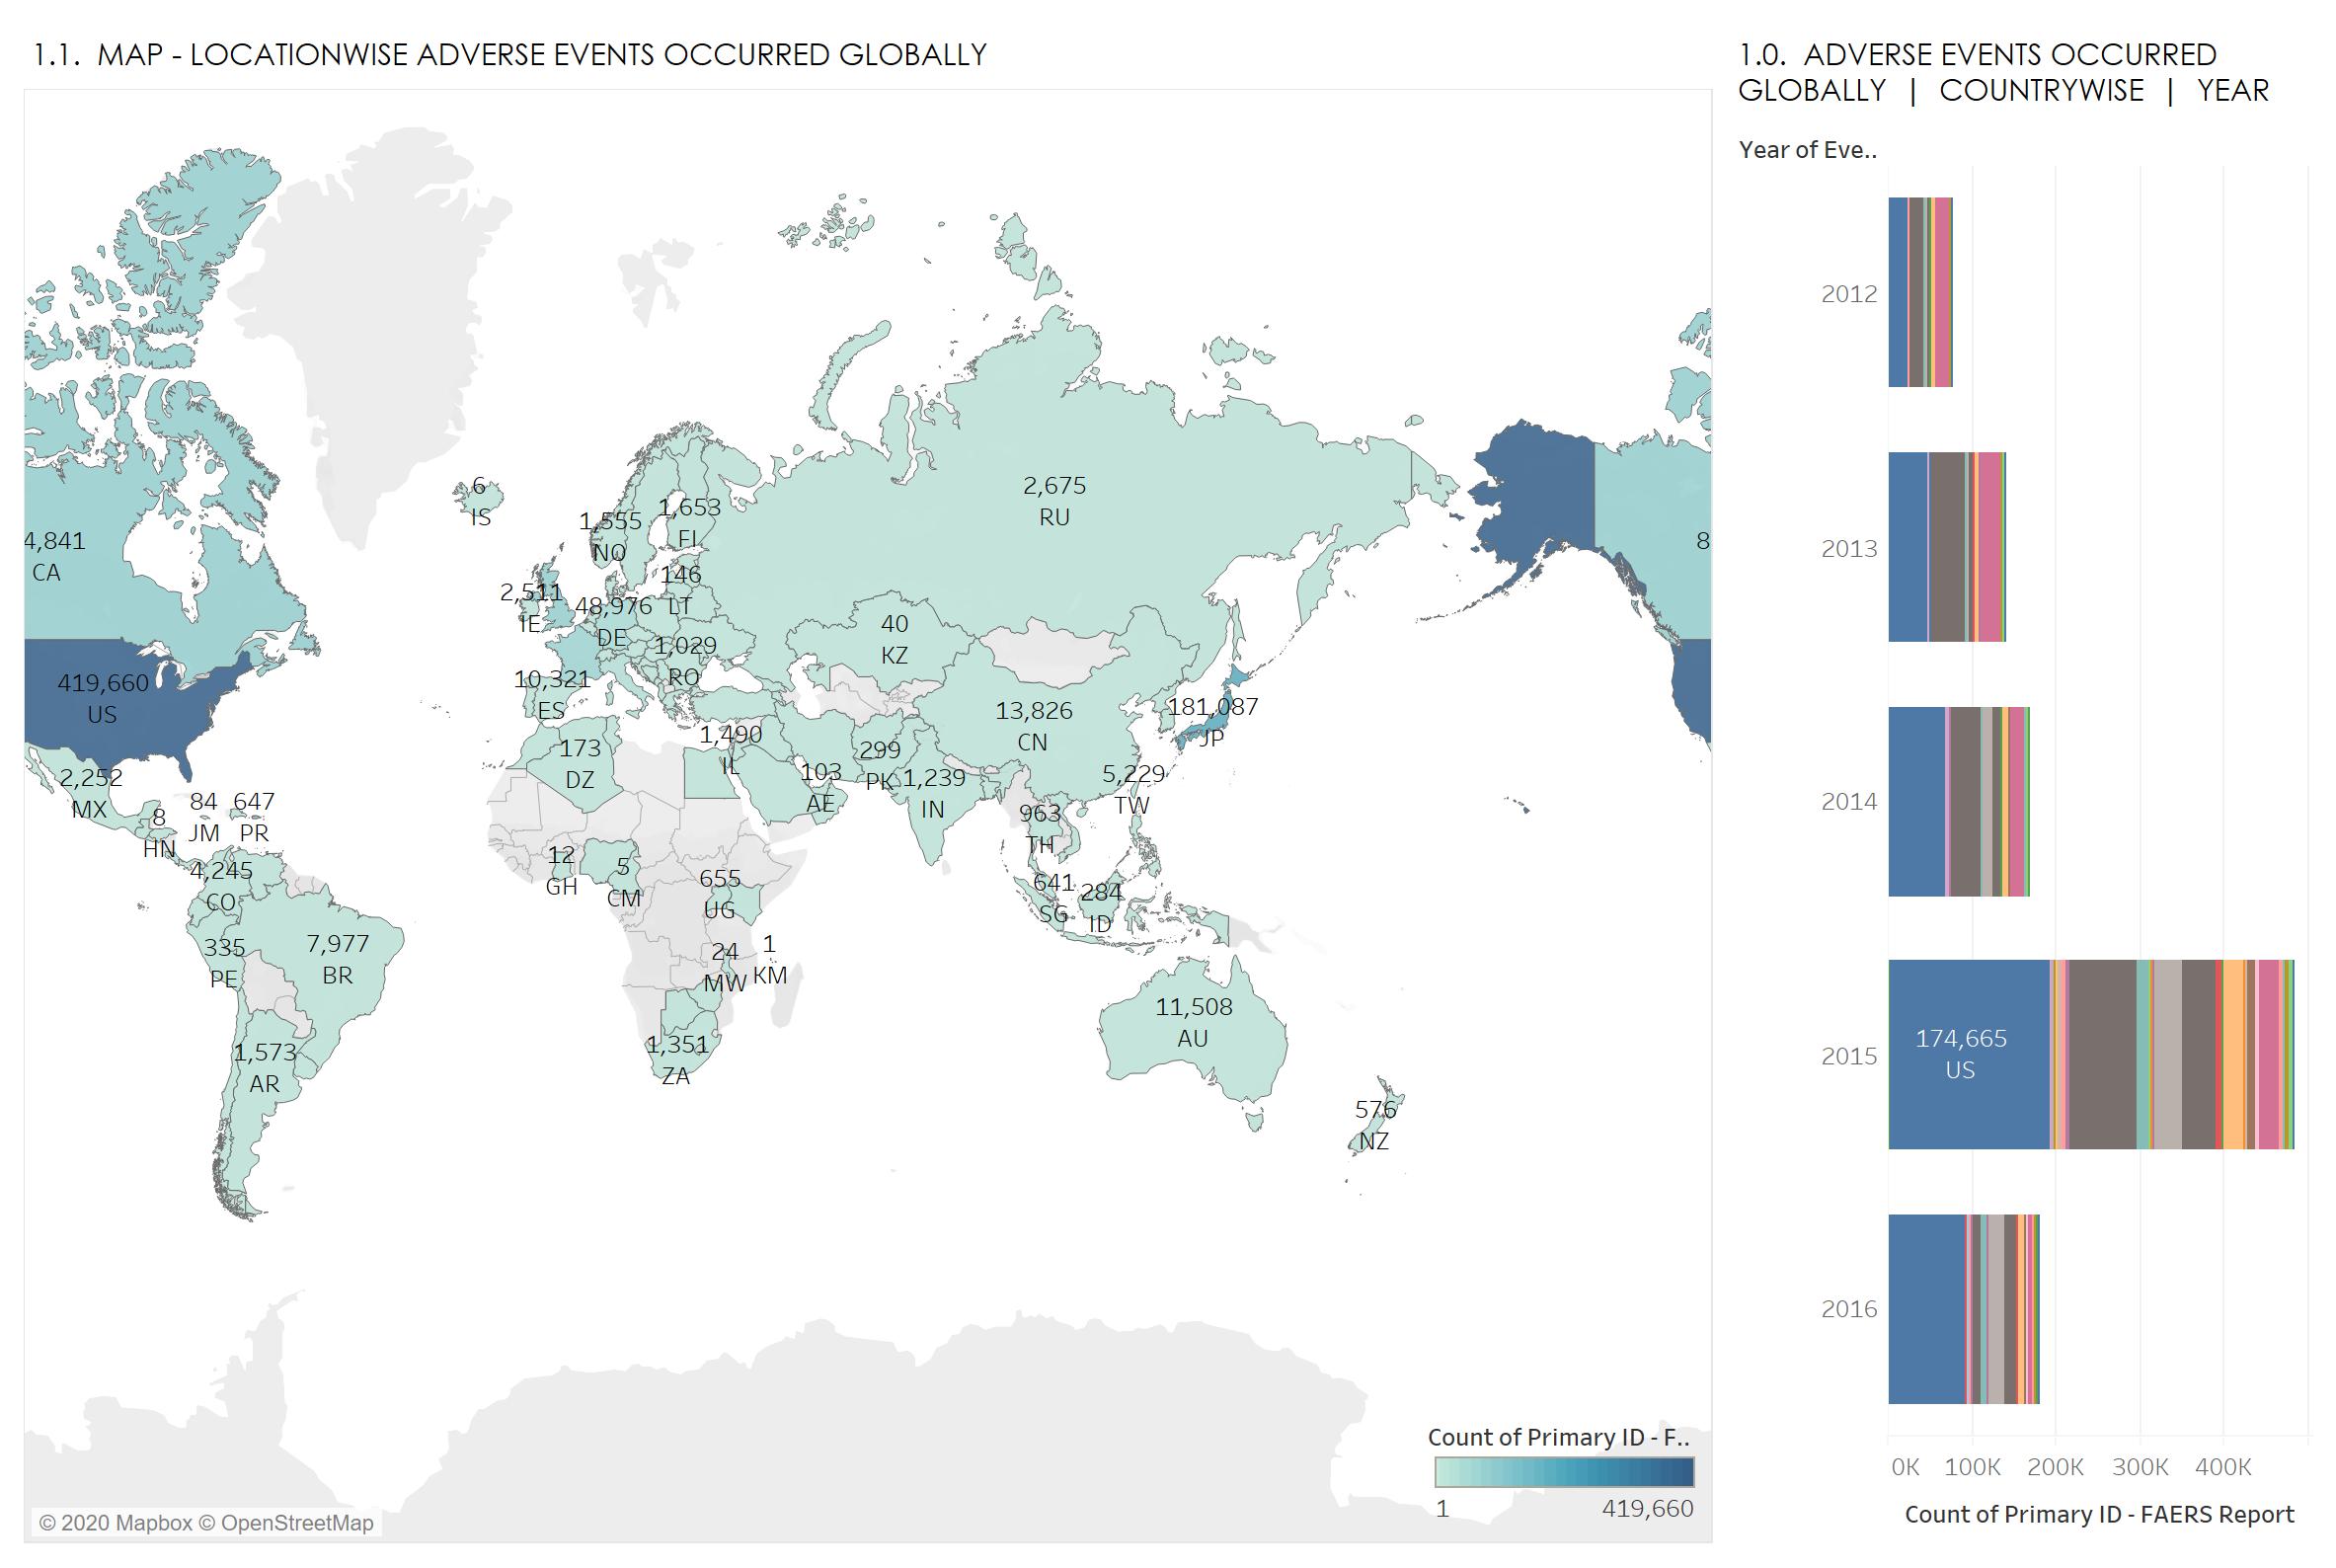 1.1. MAP - LOCATIONWISE ADVERSE EVENTS OCCURRED GLOBALLY
6
IS
1,555
NO
1,653
FI
2,675
RU
4,841
CA
8
2,511
IE
48,976
DE
146
LT
40
KZ
1,029
RO
419,660
US
10,321
ES
13,826
CN
181,087
JP
173
DZ
1,490
IL
299
PK
103
AE
1,239
IN
5,229
TW
2,252
MX
8
HN
84
JM
647
PR
963
TH
4,245
CO
12
GH
5
CM
655
UG
641
SG
284
ID
335
PE
7,977
BR
24
MW
1
KM
11,508
AU
1,573
AR
1,351
ZA
576
NZ
Count of Primary ID - F..
1
419,660
© 2020 Mapbox © OpenStreetMap
1.0. ADVERSE EVENTS OCCURRED
GLOBALLY | COUNTRYWISE | YEAR
Year of Eve..
2012
2013
2014
2015
174,665
US
2016
0K 100K 200K 300K 400K
Count of Primary ID - FAERS Report